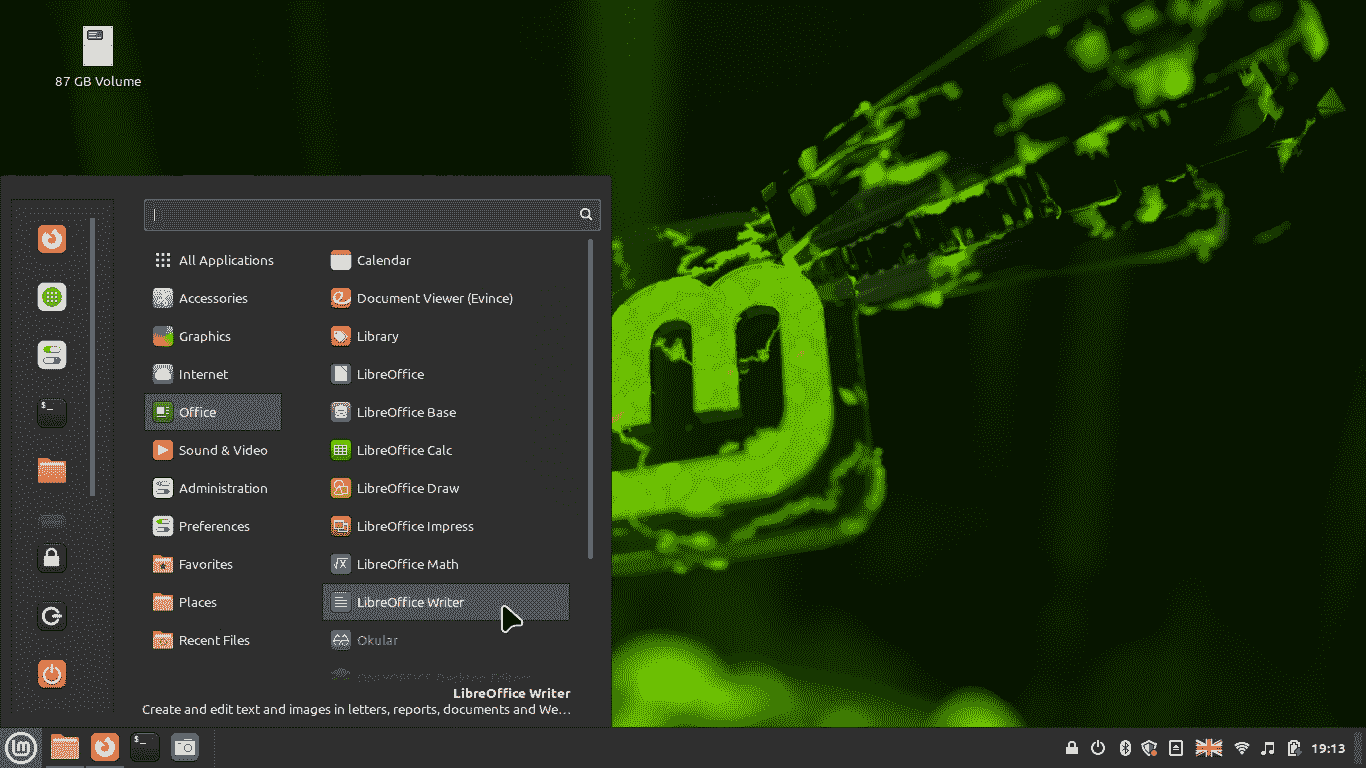 87 GB Volume
All Applications
Accessories
Graphics
Internet
Office
Sound & Video
Administration
Preferences
Favorites
Places
Recent Files
Calendar
Document Viewer (Evince)
Library
LibreOffice
LibreOffice Base
LibreOffice Calc
LibreOffice Draw
LibreOffice Impress
LibreOffice Math
LibreOffice Writer
Okular
LibreOffice Writer
Create and edit text and images in letters, reports, documents and We…
19:13